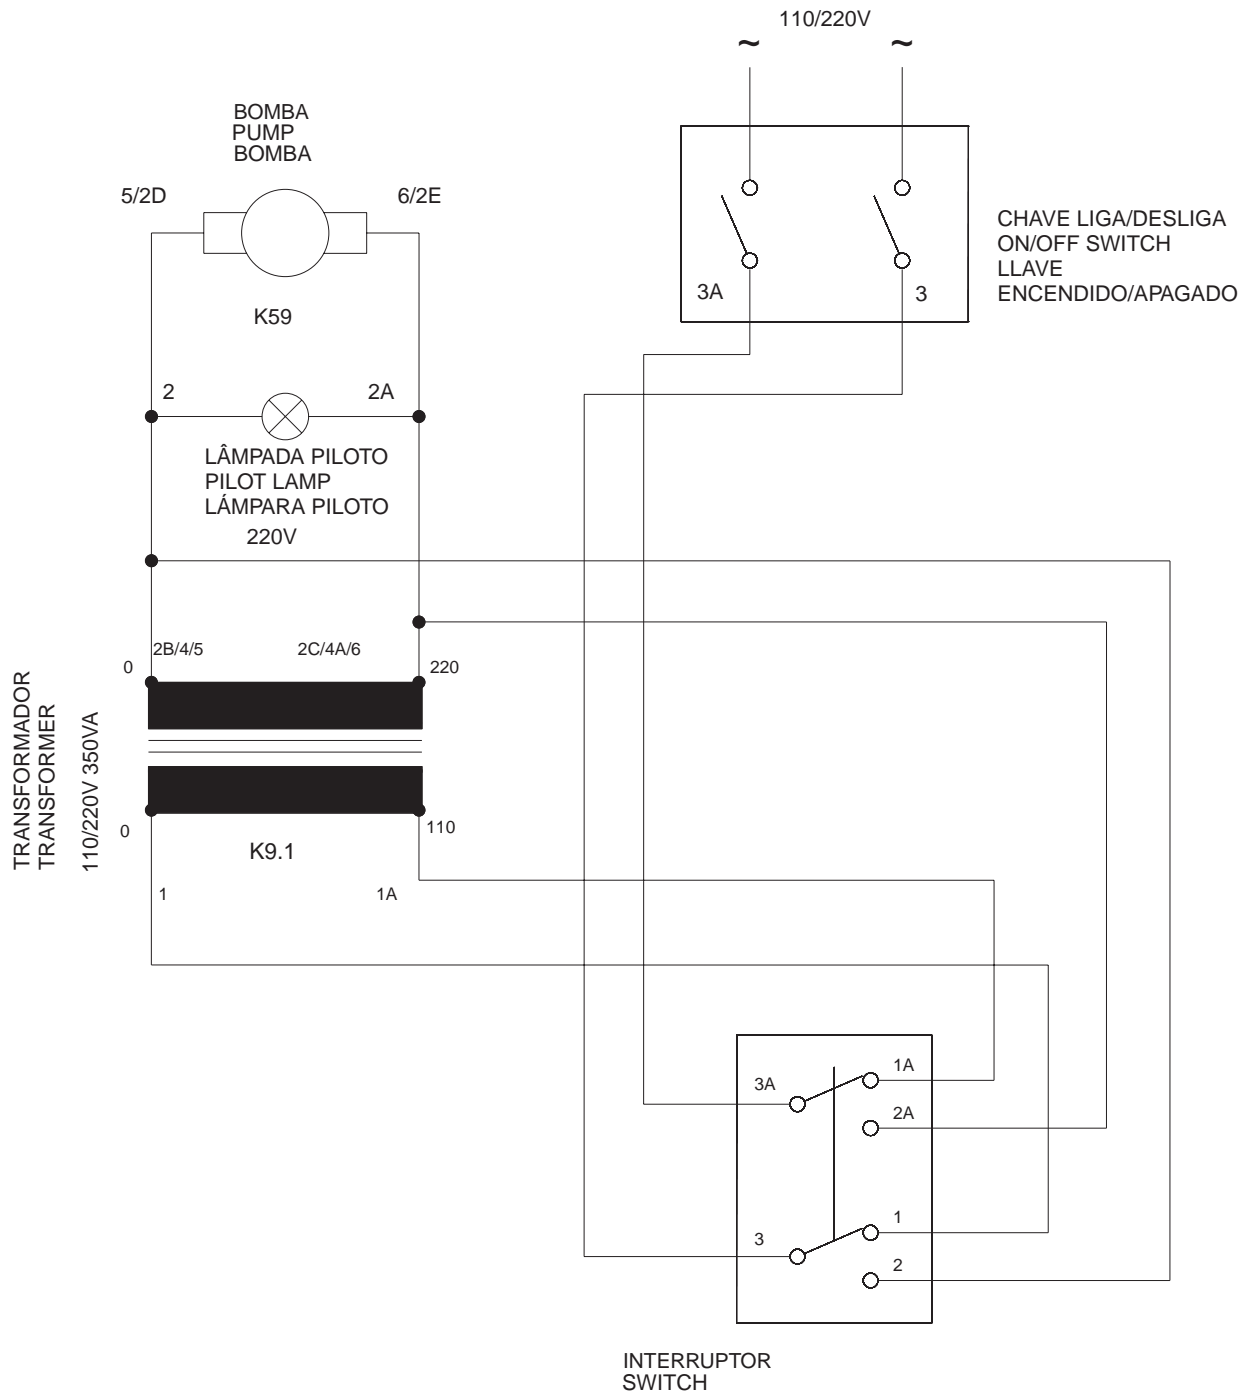 110/220V
~ ~
BOMBA
PUMP
BOMBA
5/2D
6/2E
K59
CHAVE LIGA/DESLIGA
ON/OFF SWITCH
LLAVE
ENCENDIDO/APAGADO
3A
3
2
2A
LÂMPADA PILOTO
PILOT LAMP
LÁMPARA PILOTO
220V
2B/4/5
2C/4A/6
0
220
TRANSFORMADOR
TRANSFORMER
110/220V 350VA
0
110
K9.1
1
1A
3A
1A
2A
3
1
2
INTERRUPTOR
SWITCH